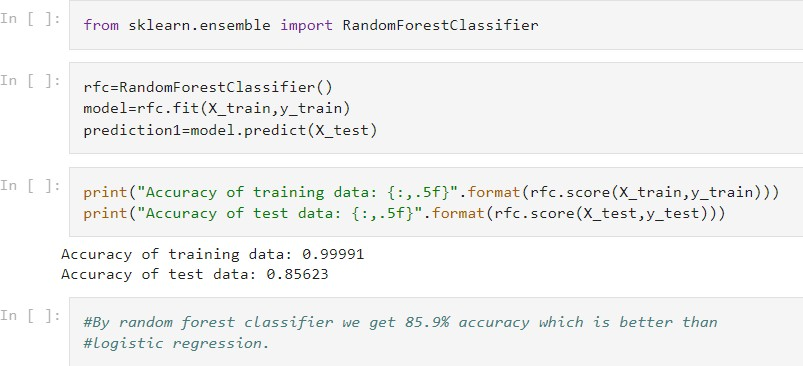 In [ ]: from sklearn.ensemble import RandomForestClassifier
In [ ]: rfc=RandomForestClassifier()
model=rfc.fit(X_train,y_train)
prediction1=model.predict(X_test)
In [ ]: print("Accuracy of training data: {:,.5f}".format(rfc.score(X_train,y_train)))
print("Accuracy of test data: {:,.5f}".format(rfc.score(X_test,y_test)))
Accuracy of training data: 0.99991
Accuracy of test data: 0.85623
In [ ]: #By random forest classifier we get 85.9% accuracy which is better than
#logistic regression.